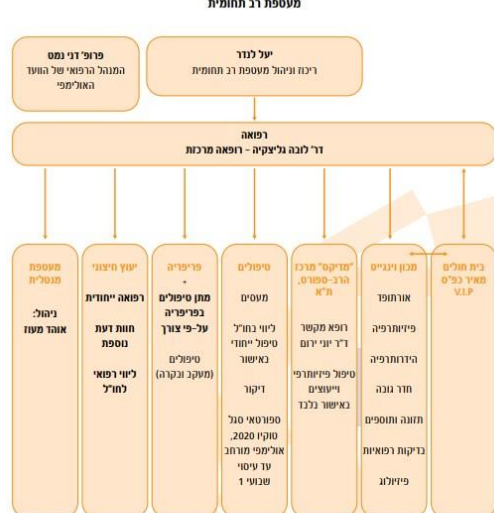 מעטפת רב תחומית
יעל לנדר
ריכוז וניהול מעטפת רב תחומית
פרופ' דני נמט
המנהל הרפואי של הוועד
האולימפי
רפואה
דר' לובה גליצקיה – רופאה מרכזת
בית חולים
מאיר כפ"ס
V.I.P
מכון וינגייט
אורתופד
פיזיותרפיה
הידרותרפיה
חדר גובה
תזונה ותוספים
בדיקות רפואיות
פיזיולוג
"מדיקס" מרכז
הרב-ספורט,
ת"א
רופא מקשר
ד"ר יוני ירום
טיפול פיזיותרפי
וייעוצים
באישור בלבד
טיפולים
מעסים
ליווי בחו"ל
טיפול ייחודי
באישור
דיקור
ספורטאי סגל
טוקיו 2020,
אולימפי מורחב
עד עיסוי
שבועי 1
פריפריה
+
מתן טיפולים
בפריפריה
על-פי צורך
טיפולים
(מעקב ובקרה)
יעוץ חיצוני
רפואה ייחודית
חוות דעת
נוספת
ליווי רפואי
לחו"ל
מעטפת
מנטלית
ניהול:
אוהד מעוז